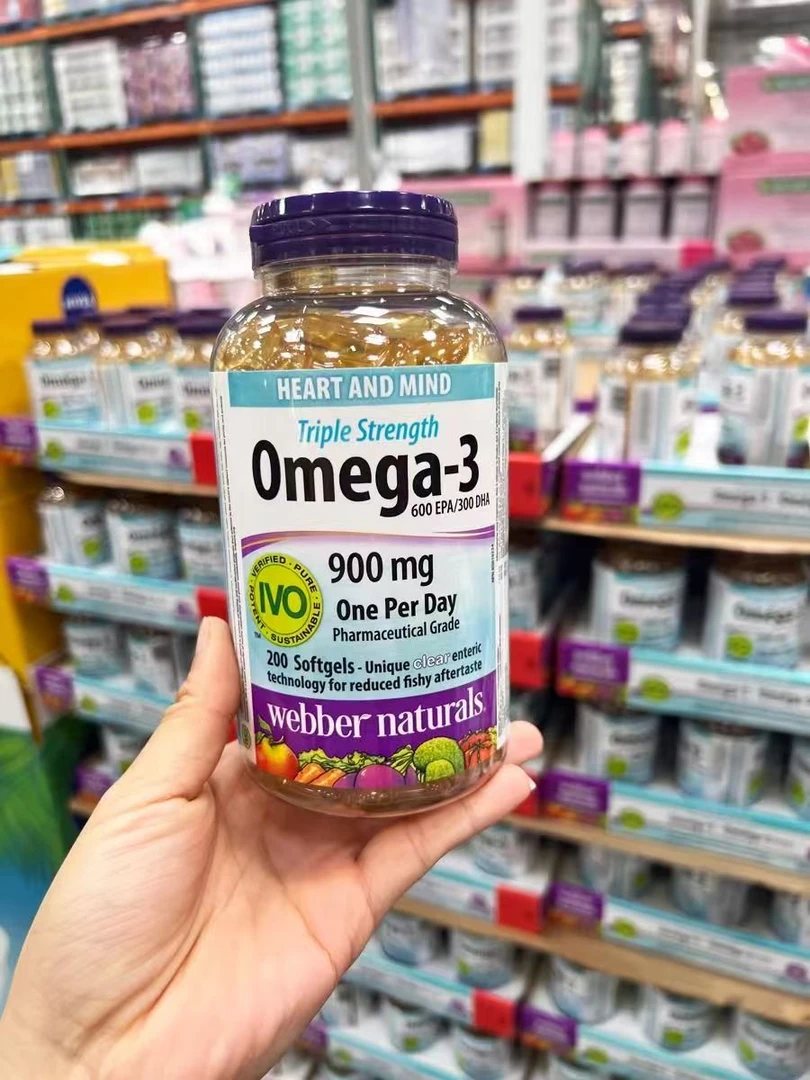 HEART AND MIND
Triple Strength
Omega-3
600 EPA/300 DHA
VERIFIED · PURE · SUSTAINABLE · POTENT ·
IVO
TM
900 mg
One Per Day
Pharmaceutical Grade
200 Softgels - Unique clear enteric
technology for reduced fishy aftertaste
webber naturals